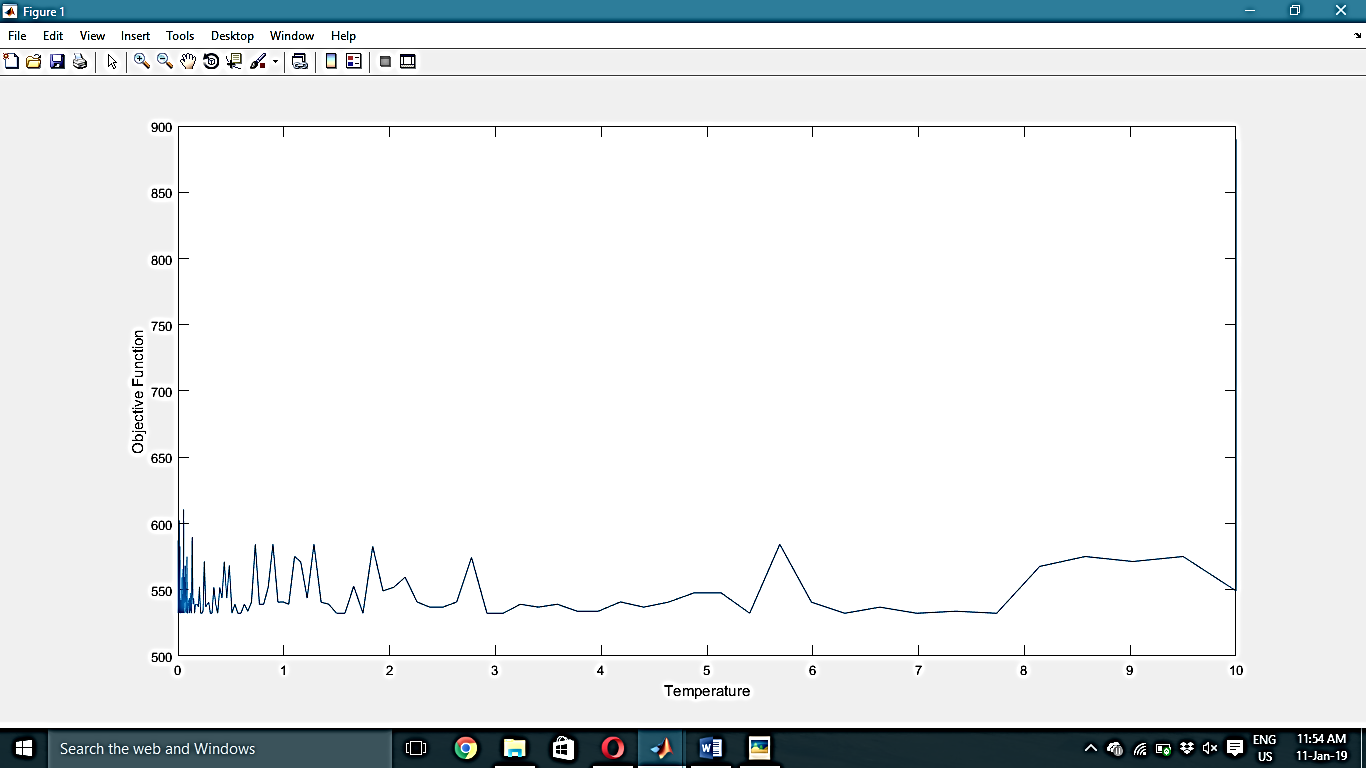 Figure 1
File Edit View Insert Tools Desktop Window Help
900
850
800
750
700
650
600
550
500
Objective Function
0 1 2 3 4 5 6 7 8 9 10
Temperature
Search the web and Windows
ENG
US
11:54 AM
11-Jan-19